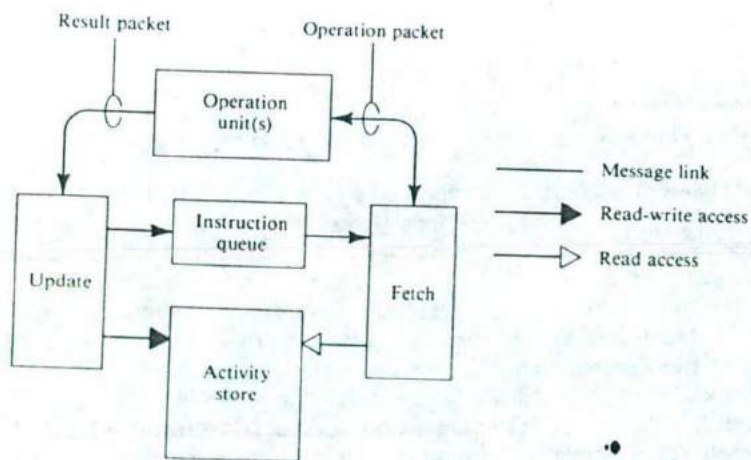 Result packet
Operation packet
Operation
unit(s)
Message link
Instruction
queue
Read-write access
Update
Fetch
Read access
Activity
store